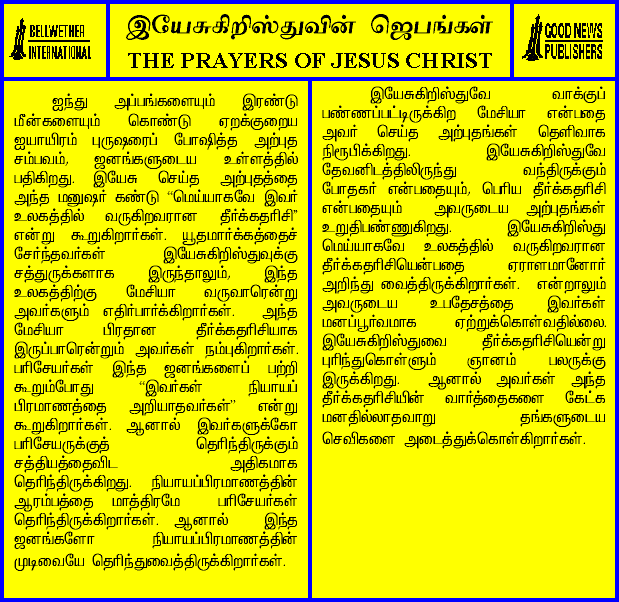 BELLWETHER
INTERNATIONAL
இயேசுகிறிஸ்துவின் ஜெபங்கள்
THE PRAYERS OF JESUS CHRIST
GOOD NEWS
PUBLISHERS
ஐந்து அப்பங்களையும் இரண்டு
மீன்களையும் கொண்டு ஏறக்குறைய
ஐயாயிரம் புருஷரைப் போஷித்த அற்புத
சம்பவம், ஜனங்களுடைய உள்ளத்தில்
பதிகிறது. இயேசு செய்த அற்புதத்தை
அந்த மனுஷர் கண்டு “மெய்யாகவே இவர்
உலகத்தில் வருகிறவரான தீர்க்கதரிசி”
என்று கூறுகிறார்கள். யூதமார்க்கத்தைச்
சேர்ந்தவர்கள் இயேசுகிறிஸ்துவுக்கு
சத்துருக்களாக இருந்தாலும், இந்த
உலகத்திற்கு மேசியா வருவாரென்று
அவர்களும் எதிர்பார்க்கிறார்கள். அந்த
மேசியா பிரதான தீர்க்கதரிசியாக
இருப்பாரென்றும் அவர்கள் நம்புகிறார்கள்.
பரிசேயர்கள் இந்த ஜனங்களைப் பற்றி
கூறும்போது “இவர்கள் நியாயப்
பிரமாணத்தை அறியாதவர்கள்” என்று
கூறுகிறார்கள். ஆனால் இவர்களுக்கோ
பரிசேயருக்குத் தெரிந்திருக்கும்
சத்தியத்தைவிட அதிகமாக
தெரிந்திருக்கிறது. நியாயப்பிரமாணத்தின்
ஆரம்பத்தை மாத்திரமே பரிசேயர்கள்
தெரிந்திருக்கிறார்கள். ஆனால் இந்த
ஜனங்களோ நியாயப்பிரமாணத்தின்
முடிவையே தெரிந்துவைத்திருக்கிறார்கள்.
இயேசுகிறிஸ்துவே வாக்குப்
பண்ணப்பட்டிருக்கிற மேசியா என்பதை
அவர் செய்த அற்புதங்கள் தெளிவாக
நிரூபிக்கிறது. இயேசுகிறிஸ்துவே
தேவனிடத்திலிருந்து வந்திருக்கும்
போதகர் என்பதையும், பெரிய தீர்க்கதரிசி
என்பதையும் அவருடைய அற்புதங்கள்
உறுதிபண்ணுகிறது. இயேசுகிறிஸ்து
மெய்யாகவே உலகத்தில் வருகிறவரான
தீர்க்கதரிசியென்பதை ஏராளமானோர்
அறிந்து வைத்திருக்கிறார்கள். என்றாலும்
அவருடைய உபதேசத்தை இவர்கள்
மனப்பூர்வமாக ஏற்றுக்கொள்வதில்லை.
இயேசுகிறிஸ்துவை தீர்க்கதரிசியென்று
புரிந்துகொள்ளும் ஞானம் பலருக்கு
இருக்கிறது. ஆனால் அவர்கள் அந்த
தீர்க்கதரிசியின் வார்த்தைகளை கேட்க
மனதில்லாதவாறு தங்களுடைய
செவிகளை அடைத்துக்கொள்கிறார்கள்.